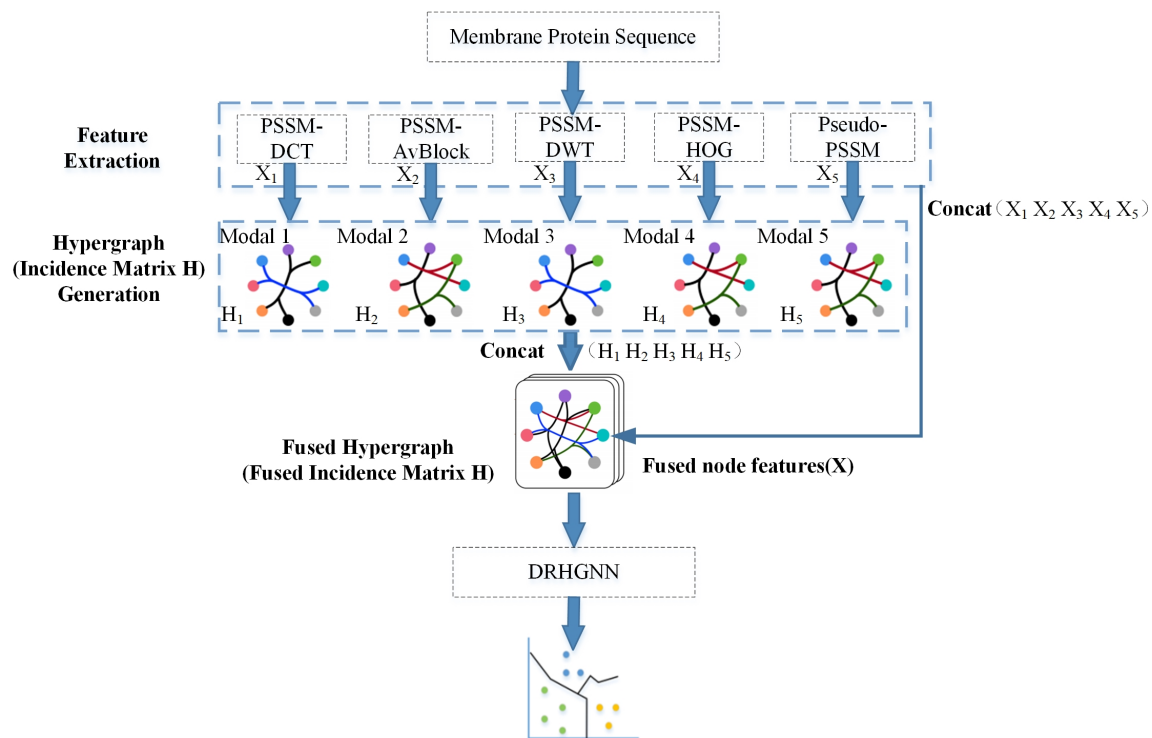 Membrane Protein Sequence
Feature
Extraction
PSSM-
DCT
PSSM-
AvBlock
PSSM-
DWT
PSSM-
HOG
Pseudo-
PSSM
X₁
X₂
X₃
X₄
X₅
Concat（X₁ X₂ X₃ X₄ X₅）
Hypergraph
(Incidence Matrix H)
Generation
Modal 1
Modal 2
Modal 3
Modal 4
Modal 5
H₁
H₂
H₃
H₄
H₅
Concat （H₁ H₂ H₃ H₄ H₅）
Fused Hypergraph
(Fused Incidence Matrix H)
Fused node features(X)
DRHGNN